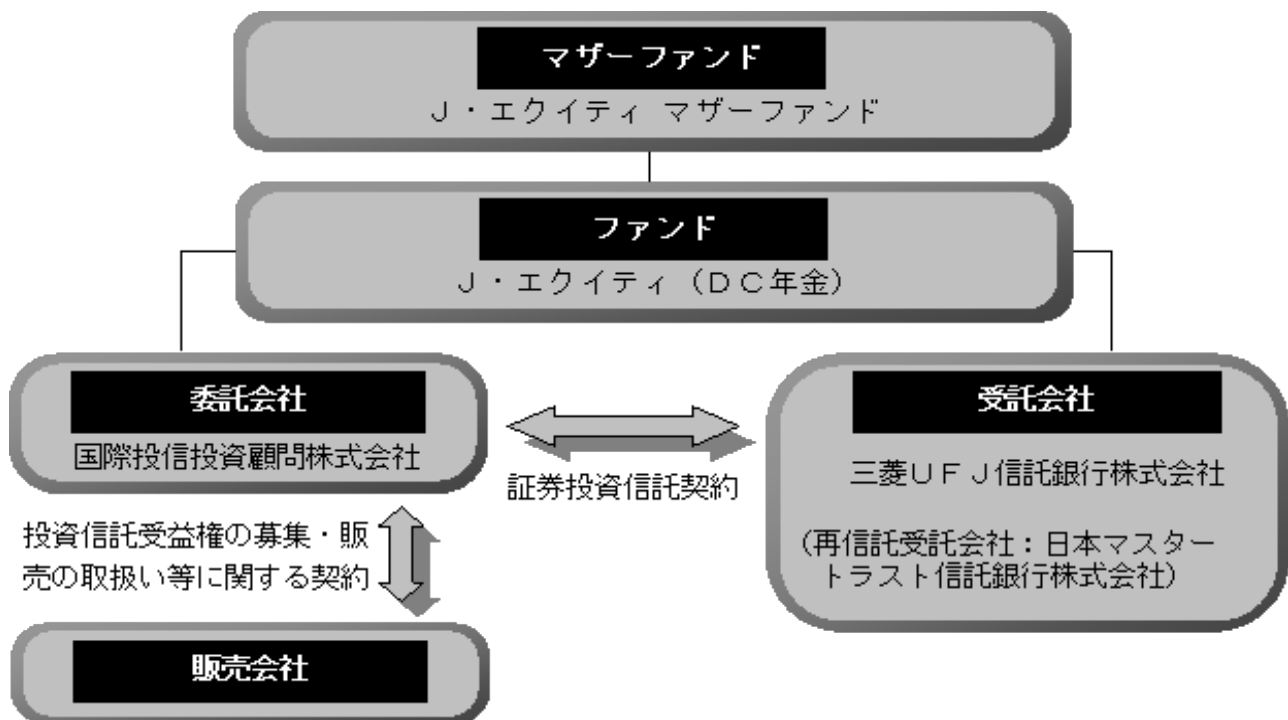 マザーファンド
J・エクイティ マザーファンド
ファンド
J・エクイティ（DC年金）
委託会社
国際投信投資顧問株式会社
証券投資信託契約
受託会社
三菱UFJ信託銀行株式会社
（再信託受託会社：日本マスター
トラスト信託銀行株式会社）
投資信託受益権の募集・販
売の取扱い等に関する契約
販売会社